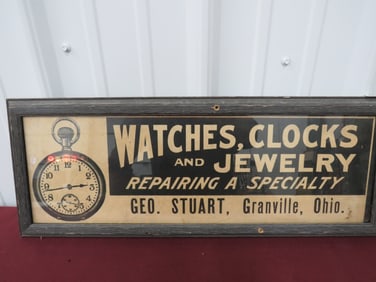 WATCHES, CLOCKS
AND JEWELRY
REPAIRING A SPECIALTY
GEO. STUART, Granville, Ohio.